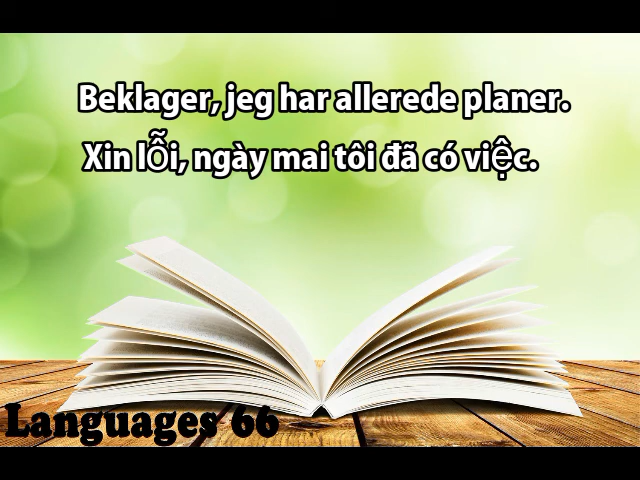 Beklager, jeg har allerede planer.
Xin lỗi, ngày mai tôi đã có việc.
Languages 66